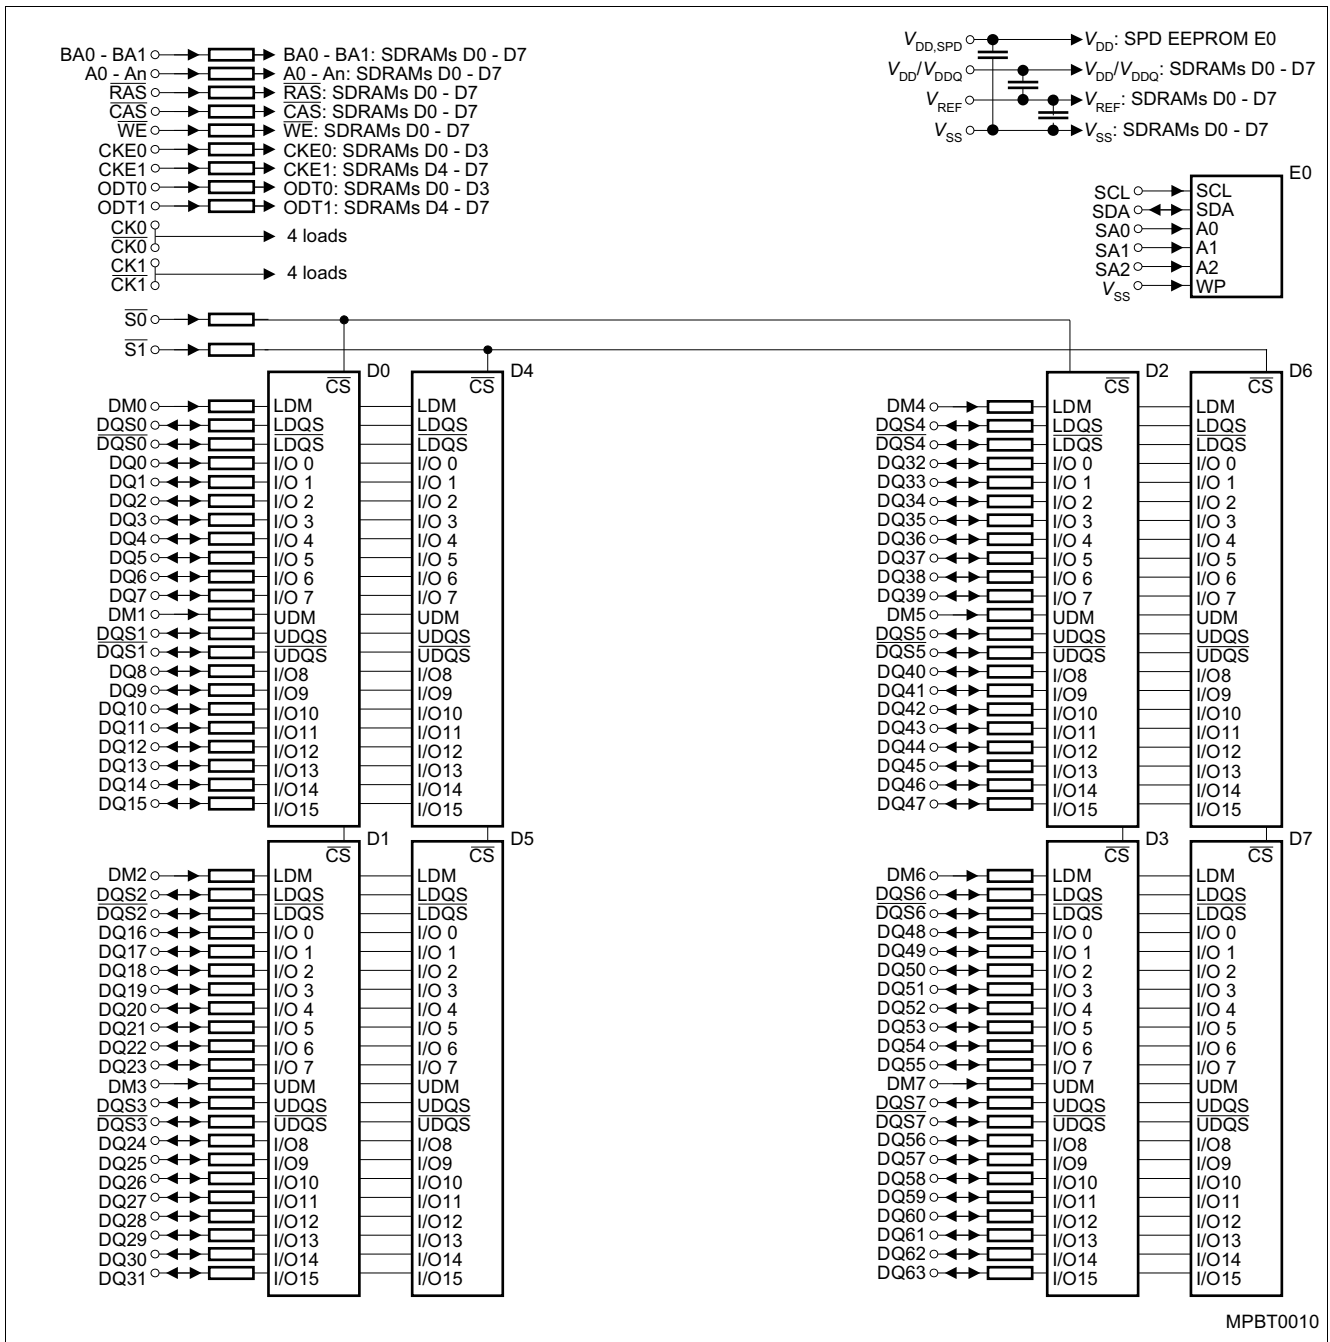 BA0 - BA1 BA0 - BA1: SDRAMs D0 - D7
A0 - An A0 - An: SDRAMs D0 - D7
RAS RAS: SDRAMs D0 - D7
CAS CAS: SDRAMs D0 - D7
WE WE: SDRAMs D0 - D7
CKE0 CKE0: SDRAMs D0 - D3
CKE1 CKE1: SDRAMs D4 - D7
ODT0 ODT0: SDRAMs D0 - D3
ODT1 ODT1: SDRAMs D4 - D7
CK0
CK0
4 loads
CK1
CK1
4 loads
VDD,SPD VDD: SPD EEPROM E0
VDD/VDDQ VDD/VDDQ: SDRAMs D0 - D7
VREF VREF: SDRAMs D0 - D7
VSS VSS: SDRAMs D0 - D7
E0
SCL SCL
SDA SDA
SA0 A0
SA1 A1
SA2 A2
VSS WP
S0
S1
D0 D4
CS CS
DM0 LDM LDM
DQS0 LDQS LDQS
DQS0 LDQS LDQS
DQ0 I/O 0 I/O 0
DQ1 I/O 1 I/O 1
DQ2 I/O 2 I/O 2
DQ3 I/O 3 I/O 3
DQ4 I/O 4 I/O 4
DQ5 I/O 5 I/O 5
DQ6 I/O 6 I/O 6
DQ7 I/O 7 I/O 7
DM1 UDM UDM
DQS1 UDQS UDQS
DQS1 UDQS UDQS
DQ8 I/O8 I/O8
DQ9 I/O9 I/O9
DQ10 I/O10 I/O10
DQ11 I/O11 I/O11
DQ12 I/O12 I/O12
DQ13 I/O13 I/O13
DQ14 I/O14 I/O14
DQ15 I/O15 I/O15
D2 D6
CS CS
DM4 LDM LDM
DQS4 LDQS LDQS
DQS4 LDQS LDQS
DQ32 I/O 0 I/O 0
DQ33 I/O 1 I/O 1
DQ34 I/O 2 I/O 2
DQ35 I/O 3 I/O 3
DQ36 I/O 4 I/O 4
DQ37 I/O 5 I/O 5
DQ38 I/O 6 I/O 6
DQ39 I/O 7 I/O 7
DM5 UDM UDM
DQS5 UDQS UDQS
DQS5 UDQS UDQS
DQ40 I/O8 I/O8
DQ41 I/O9 I/O9
DQ42 I/O10 I/O10
DQ43 I/O11 I/O11
DQ44 I/O12 I/O12
DQ45 I/O13 I/O13
DQ46 I/O14 I/O14
DQ47 I/O15 I/O15
D1 D5
CS CS
DM2 LDM LDM
DQS2 LDQS LDQS
DQS2 LDQS LDQS
DQ16 I/O 0 I/O 0
DQ17 I/O 1 I/O 1
DQ18 I/O 2 I/O 2
DQ19 I/O 3 I/O 3
DQ20 I/O 4 I/O 4
DQ21 I/O 5 I/O 5
DQ22 I/O 6 I/O 6
DQ23 I/O 7 I/O 7
DM3 UDM UDM
DQS3 UDQS UDQS
DQS3 UDQS UDQS
DQ24 I/O8 I/O8
DQ25 I/O9 I/O9
DQ26 I/O10 I/O10
DQ27 I/O11 I/O11
DQ28 I/O12 I/O12
DQ29 I/O13 I/O13
DQ30 I/O14 I/O14
DQ31 I/O15 I/O15
D3 D7
CS CS
DM6 LDM LDM
DQS6 LDQS LDQS
DQS6 LDQS LDQS
DQ48 I/O 0 I/O 0
DQ49 I/O 1 I/O 1
DQ50 I/O 2 I/O 2
DQ51 I/O 3 I/O 3
DQ52 I/O 4 I/O 4
DQ53 I/O 5 I/O 5
DQ54 I/O 6 I/O 6
DQ55 I/O 7 I/O 7
DM7 UDM UDM
DQS7 UDQS UDQS
DQS7 UDQS UDQS
DQ56 I/O8 I/O8
DQ57 I/O9 I/O9
DQ58 I/O10 I/O10
DQ59 I/O11 I/O11
DQ60 I/O12 I/O12
DQ61 I/O13 I/O13
DQ62 I/O14 I/O14
DQ63 I/O15 I/O15
MPBT0010